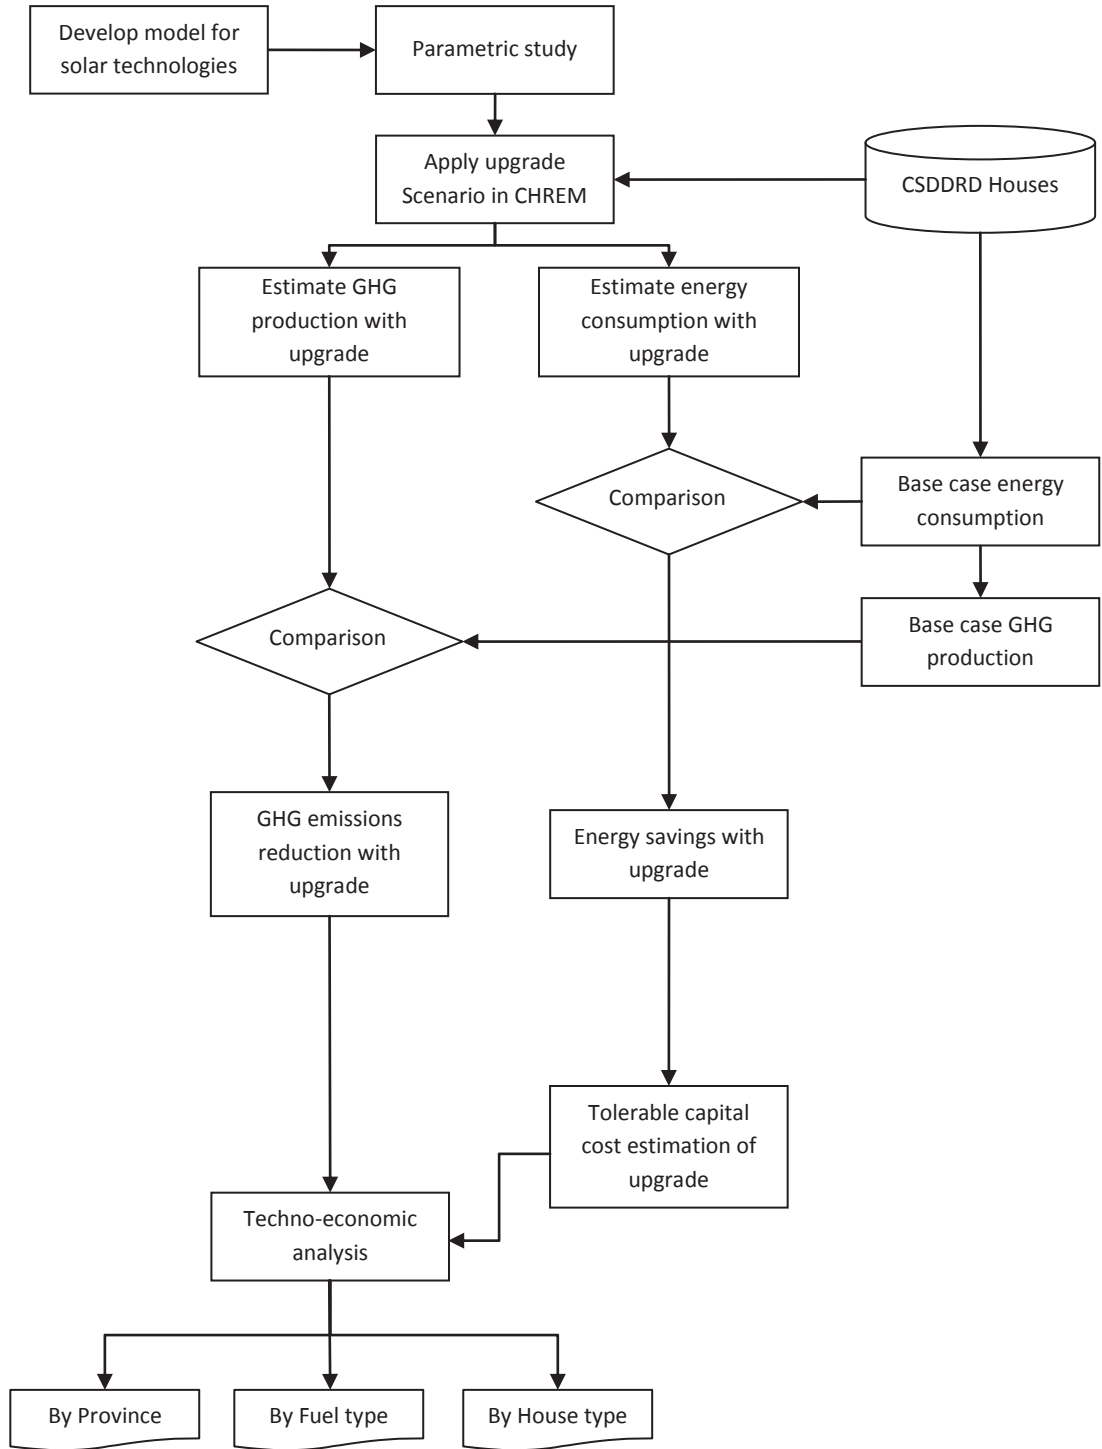 Develop model for
solar technologies
Parametric study
Apply upgrade
Scenario in CHREM
CSDDRD Houses
Estimate GHG
production with
upgrade
Estimate energy
consumption with
upgrade
Comparison
Base case energy
consumption
Comparison
Base case GHG
production
GHG emissions
reduction with
upgrade
Energy savings with
upgrade
Tolerable capital
cost estimation of
upgrade
Techno-economic
analysis
By Province
By Fuel type
By House type